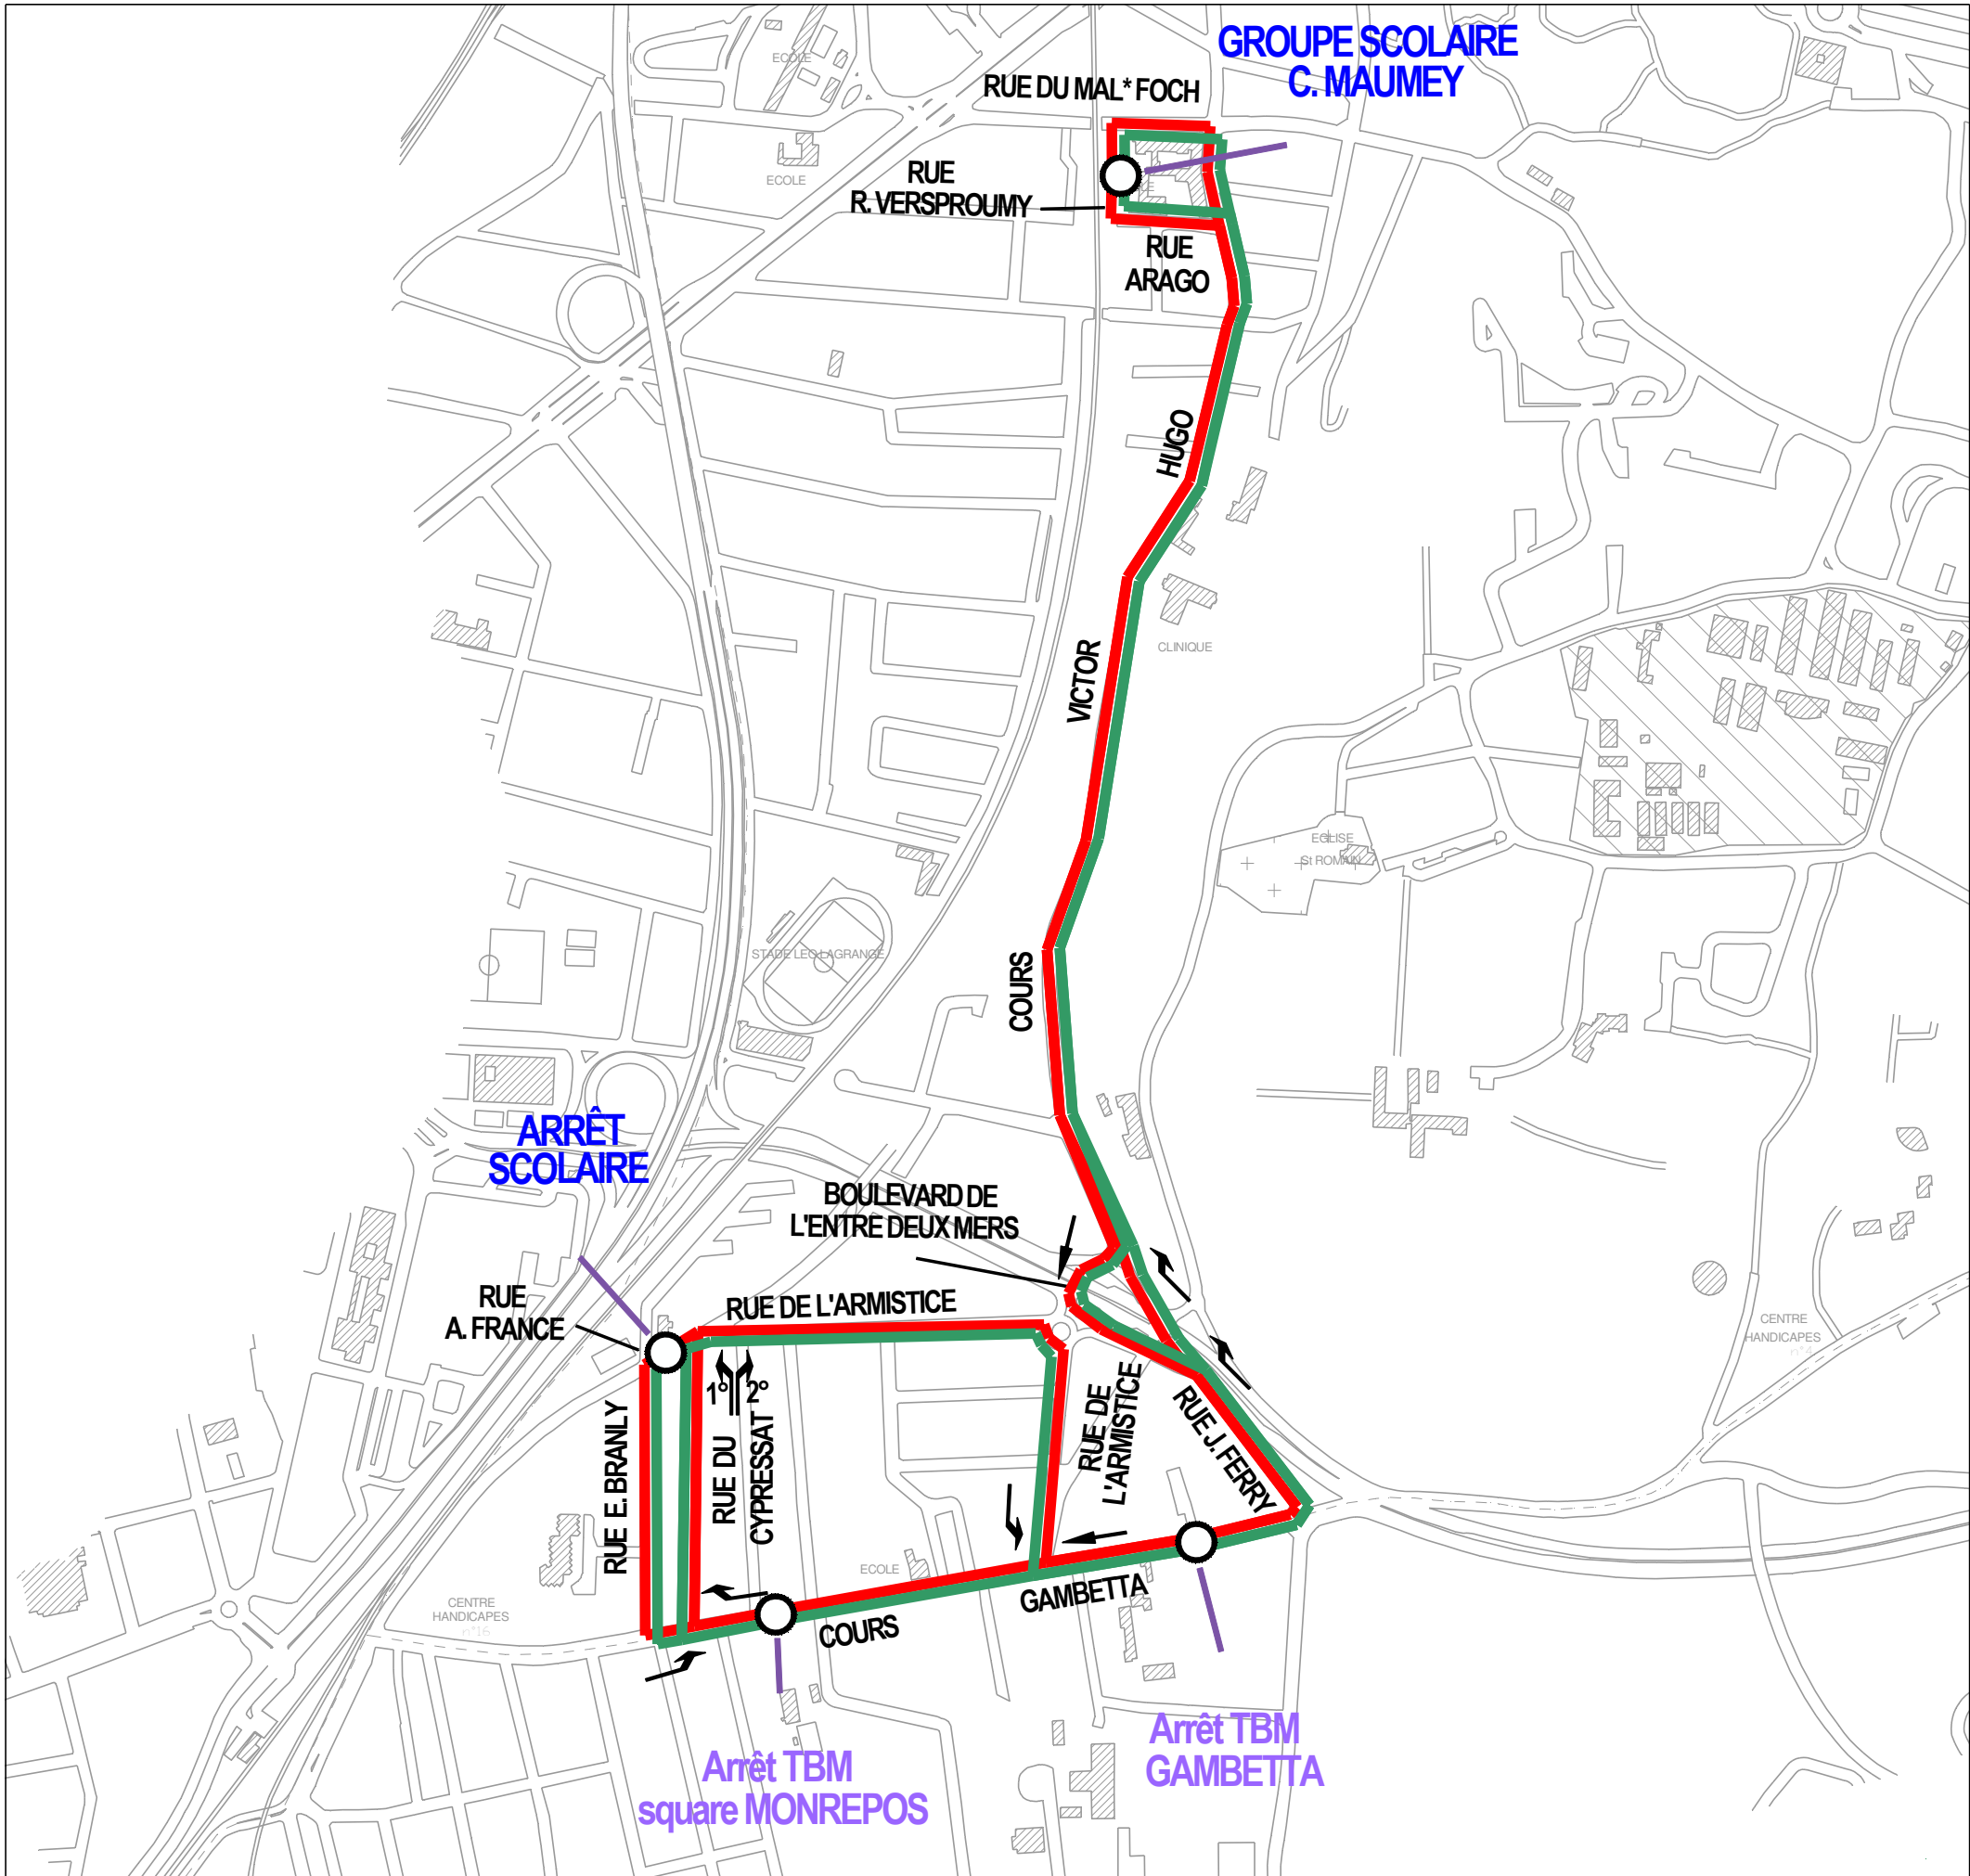 GROUPE SCOLAIRE
C. MAUMEY
ECOLE
RUE DU MAL* FOCH
ECOLE
RUE
R. VERSPROUMY
RUE
ARAGO
HUGO
VICTOR
CLINIQUE
EGLISE
St ROMAIN
STADE LEO LAGRANGE
COURS
ARRÊT
SCOLAIRE
BOULEVARD DE
L'ENTRE DEUX MERS
RUE
A. FRANCE
RUE DE L'ARMISTICE
CENTRE
HANDICAPES
n°4
1°
2°
RUE E. BRANLY
RUE DU
CYPRESSAT
RUE DE
L'ARMISTICE
RUE J. FERRY
ECOLE
CENTRE
HANDICAPES
n°16
GAMBETTA
COURS
Arrêt TBM
GAMBETTA
Arrêt TBM
square MONREPOS